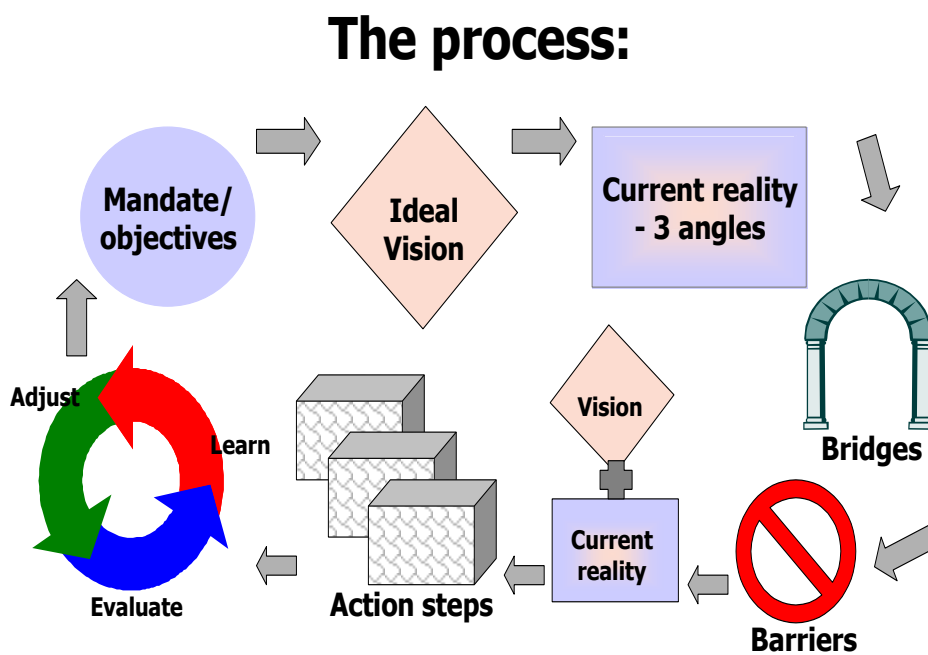 The process:
Mandate/
objectives
Ideal
Vision
Current reality
- 3 angles
Bridges
Barriers
Vision
Current
reality
Action steps
Adjust
Learn
Evaluate